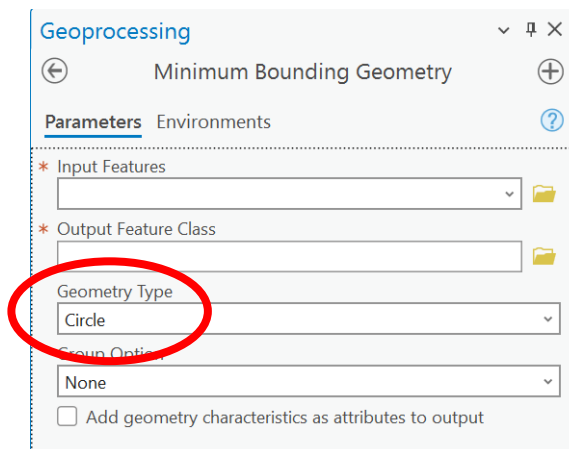 Geoprocessing
Minimum Bounding Geometry
Parameters Environments
* Input Features
* Output Feature Class
Geometry Type
Circle
Group Option
None
Add geometry characteristics as attributes to output